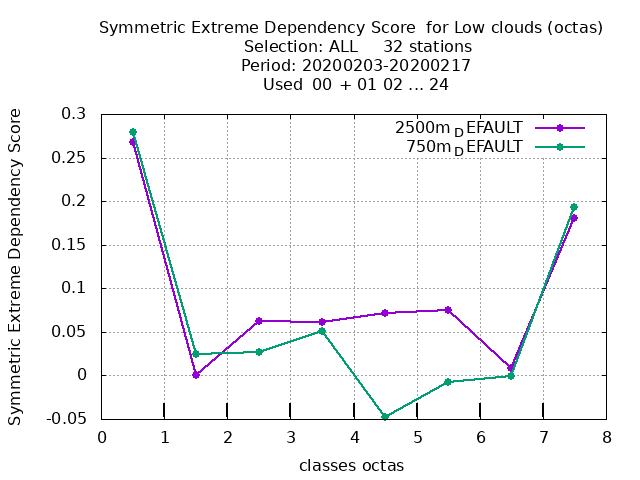 Symmetric Extreme Dependency Score  for Low clouds (octas)
Selection: ALL     32 stations
Period: 20200203-20200217
Used  00  + 01 02 ... 24
2500m_DEFAULT
750m_DEFAULT
Symmetric Extreme Dependency Score
0.3
0.25
0.2
0.15
0.1
0.05
0
-0.05
0 1 2 3 4 5 6 7 8
classes octas